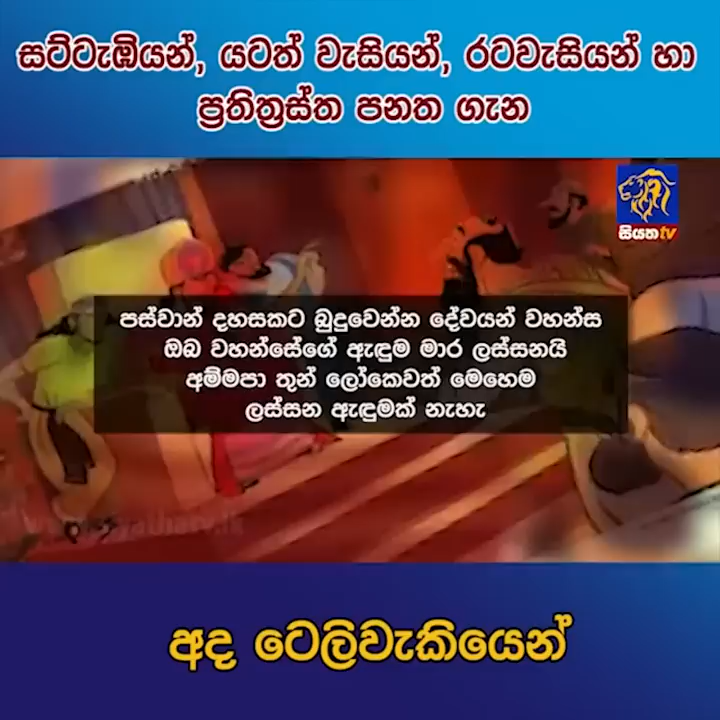 සට්ටැඹියන්, යටත් වැසියන්, රටවැසියන් හා
ප්‍රතිත්‍රස්ත පනත ගැන
සියත tv
පස්වාන් දහසකට බුදුවෙන්න දේවයන් වහන්ස
ඔබ වහන්සේගේ ඇඳුම මාර ලස්සනයි
අම්මපා තුන් ලෝකෙවත් මෙහෙම
ලස්සන ඇඳුමක් නැහැ
අද ටෙලිවැකියෙන්